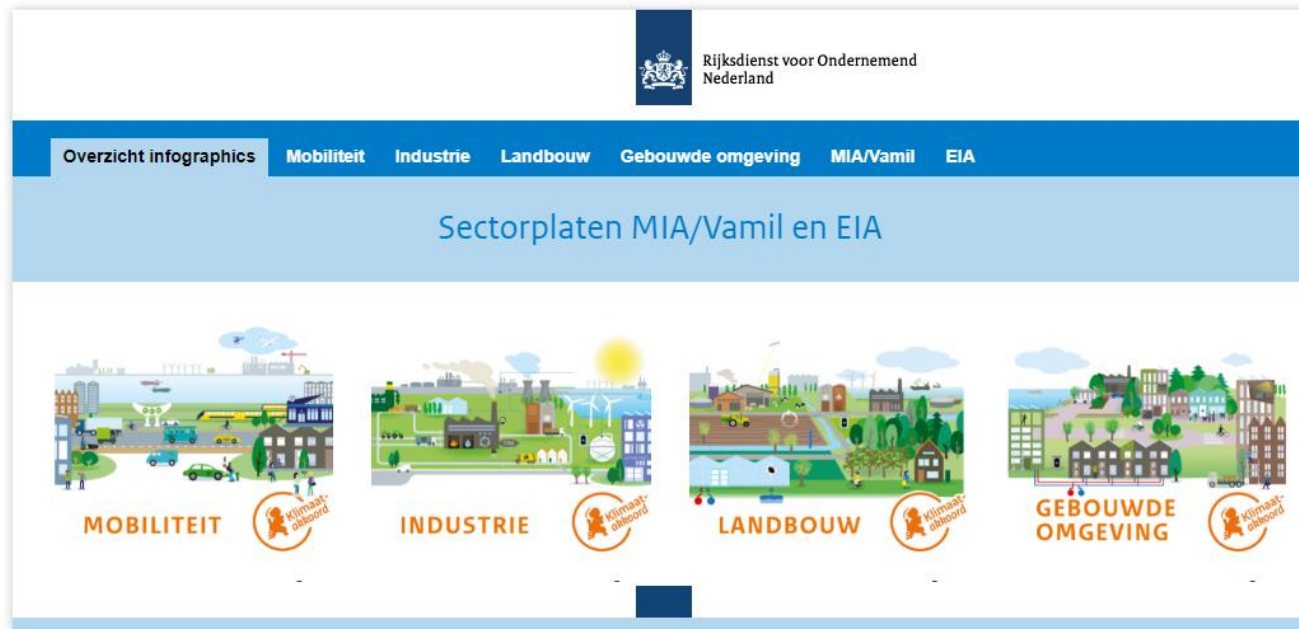 Rijksdienst voor Ondernemend
Nederland
Overzicht infographics Mobiliteit Industrie Landbouw Gebouwde omgeving MIA/Vamil EIA
Sectorplaten MIA/Vamil en EIA
MOBILITEIT
Klimaat-
akkoord
INDUSTRIE
Klimaat-
akkoord
LANDBOUW
Klimaat-
akkoord
GEBOUWDE
OMGEVING
Klimaat-
akkoord